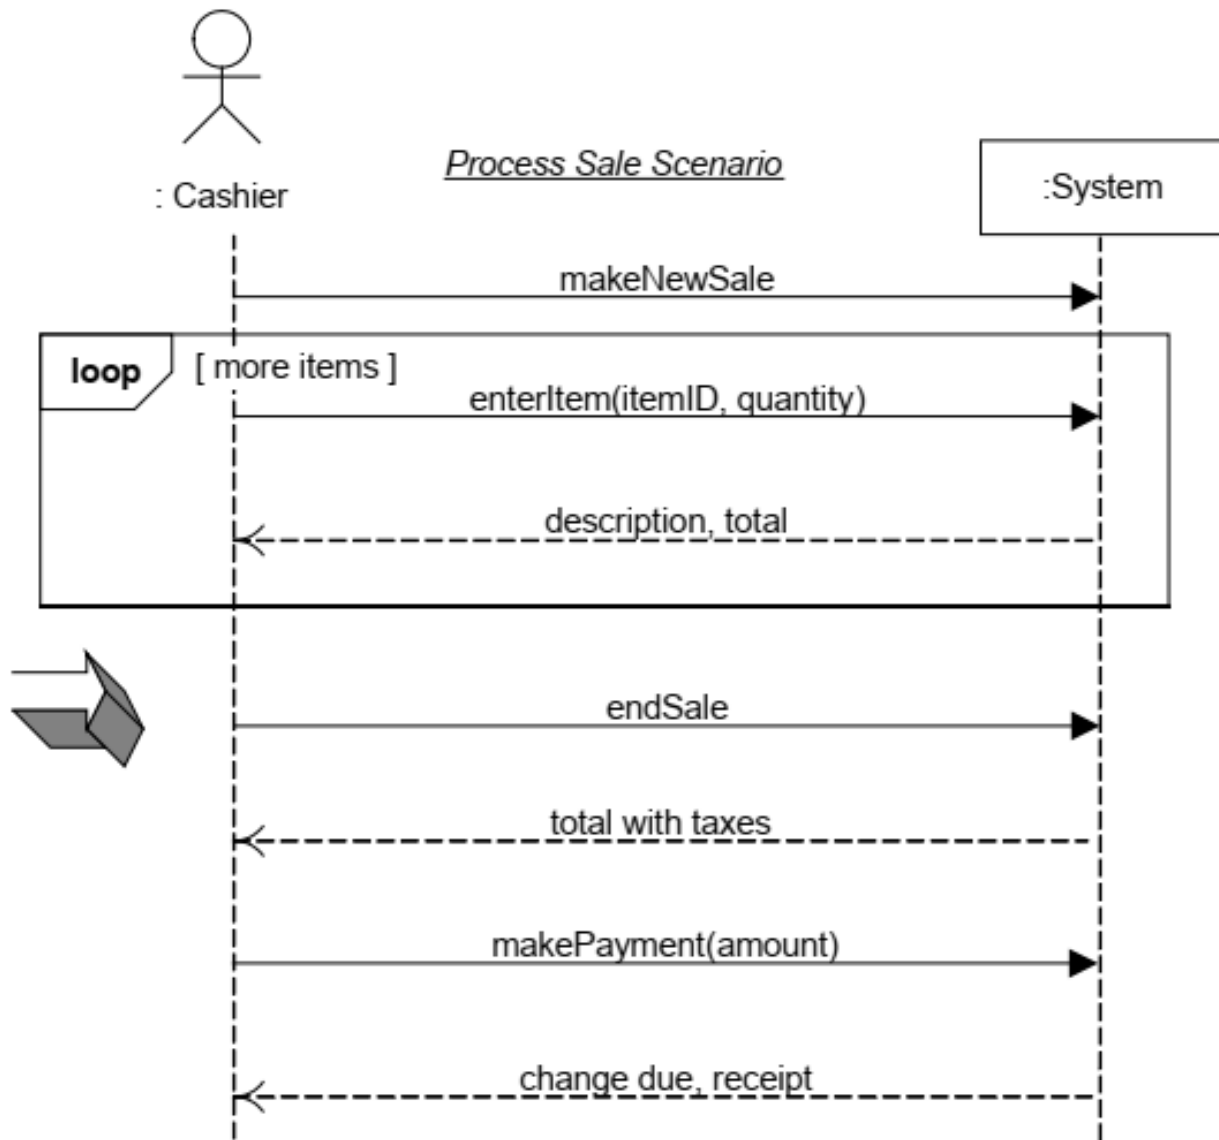 Process Sale Scenario
: Cashier
:System
makeNewSale
loop
[ more items ]
enterItem(itemID, quantity)
description, total
endSale
total with taxes
makePayment(amount)
change due, receipt